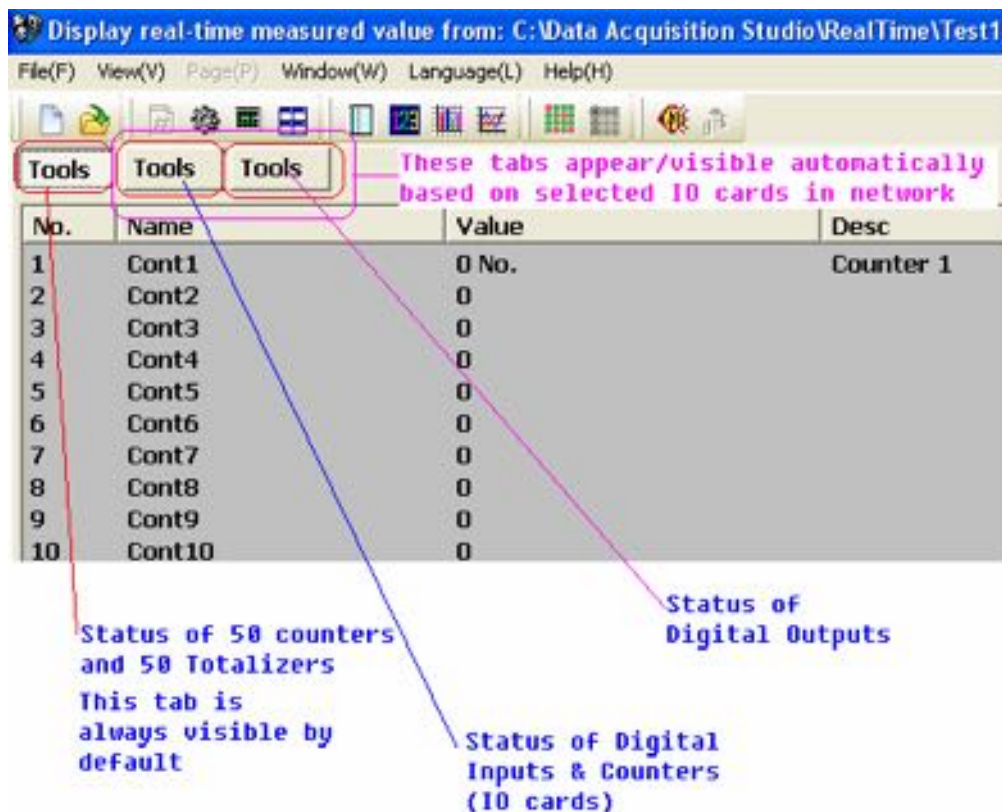 Display real-time measured value from: C:\Data Acquisition Studio\RealTime\Test1
File(F) View(V) Page(P) Window(W) Language(L) Help(H)
Tools Tools Tools
These tabs appear/visible automatically
based on selected IO cards in network
No. Name Value Desc
1 Cont1 0 No. Counter 1
2 Cont2 0
3 Cont3 0
4 Cont4 0
5 Cont5 0
6 Cont6 0
7 Cont7 0
8 Cont8 0
9 Cont9 0
10 Cont10 0
Status of 50 counters
and 50 Totalizers
This tab is
always visible by
default
Status of Digital
Inputs & Counters
(IO cards)
Status of
Digital Outputs